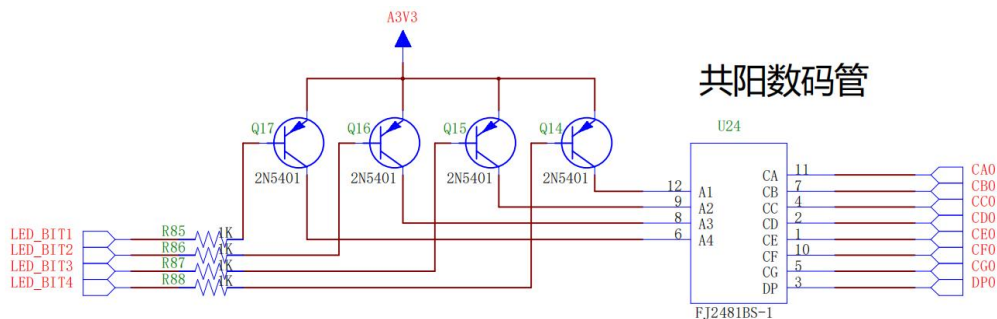 A3V3
共阳数码管
Q17 Q16 Q15 Q14 U24
2N5401 2N5401 2N5401 2N5401
CA 11 CA0
12 A1 CB 7 CB0
9 A2 CC 4 CC0
8 A3 CD 2 CD0
LED_BIT1 R85 1K 6 A4 CE 1 CE0
LED_BIT2 R86 1K CF 10 CF0
LED_BIT3 R87 1K CG 5 CG0
LED_BIT4 R88 1K DP 3 DP0
FJ2481BS-1